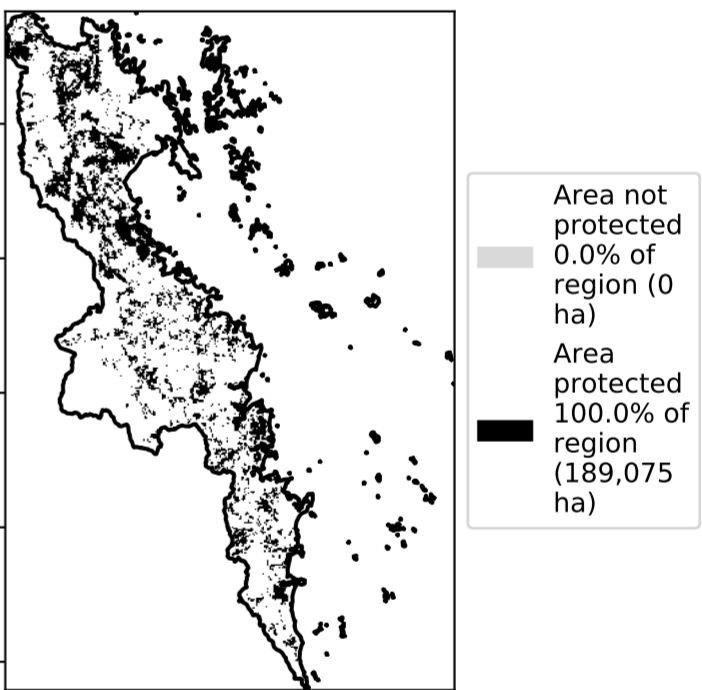 Area not
protected
0.0% of
region (0
ha)
Area
protected
100.0% of
region
(189,075
ha)